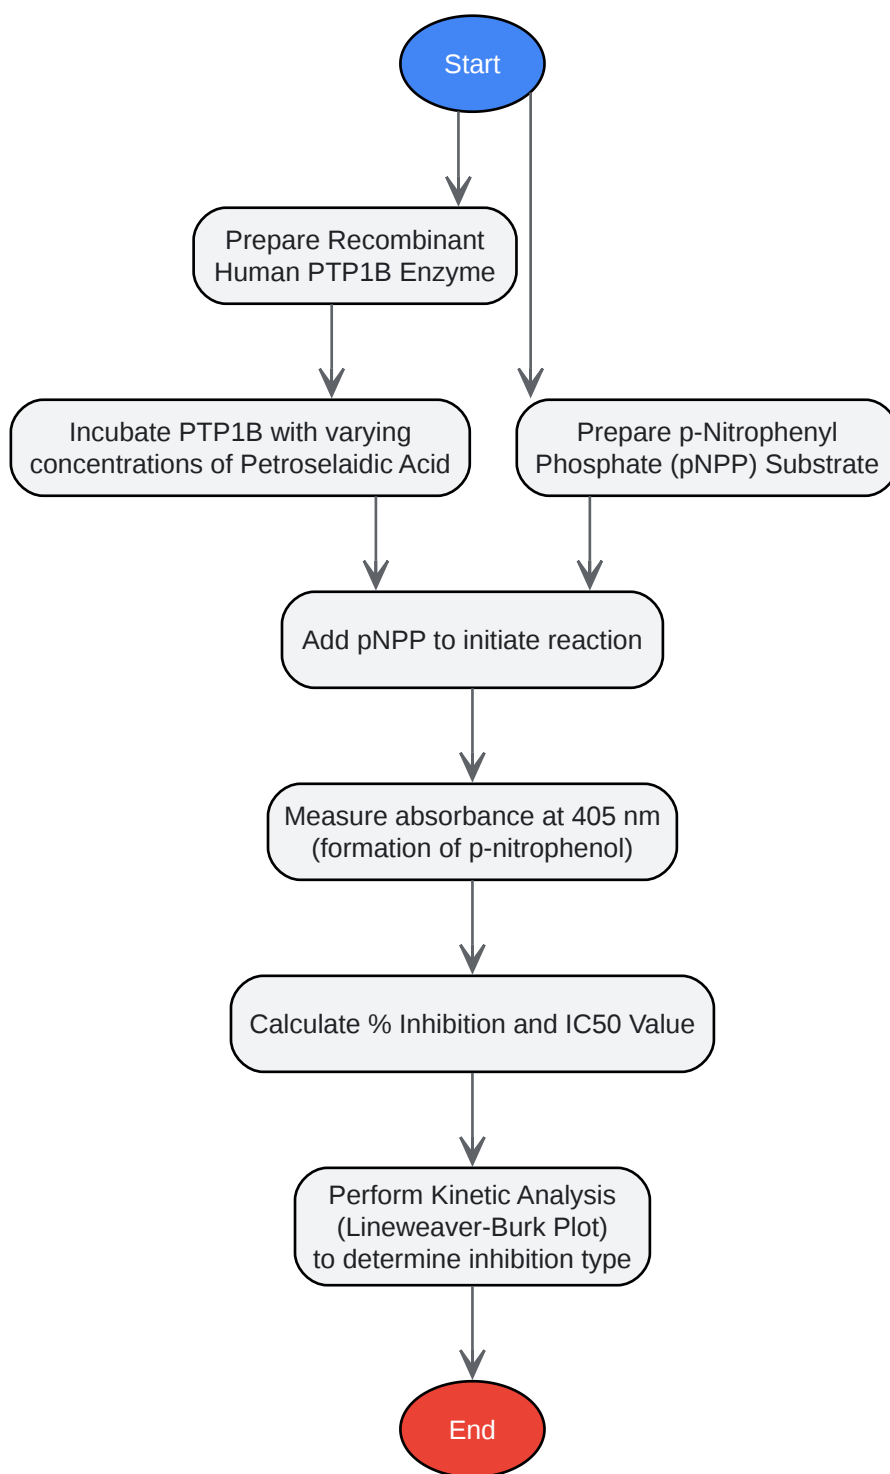 Start
Prepare Recombinant
Human PTP1B Enzyme
Incubate PTP1B with varying
concentrations of Petroselaidic Acid
Prepare p-Nitrophenyl
Phosphate (pNPP) Substrate
Add pNPP to initiate reaction
Measure absorbance at 405 nm
(formation of p-nitrophenol)
Calculate % Inhibition and IC50 Value
Perform Kinetic Analysis
(Lineweaver-Burk Plot)
to determine inhibition type
End